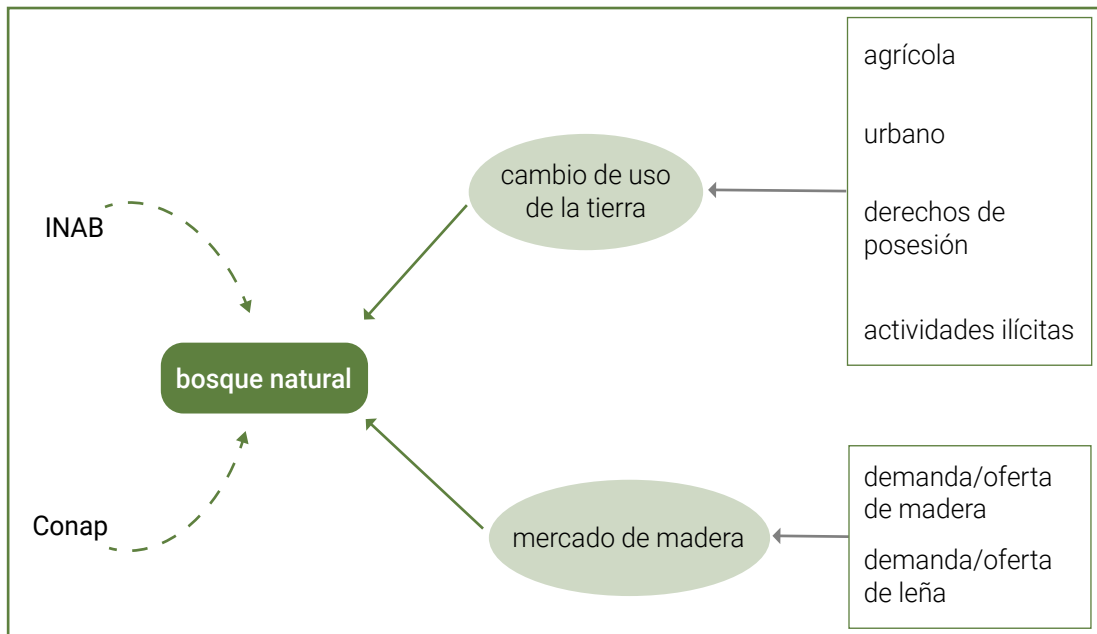 agrícola
urbano
derechos de
posesión
actividades ilícitas
cambio de uso
de la tierra
INAB
bosque natural
Conap
mercado de madera
demanda/oferta
de madera
demanda/oferta
de leña